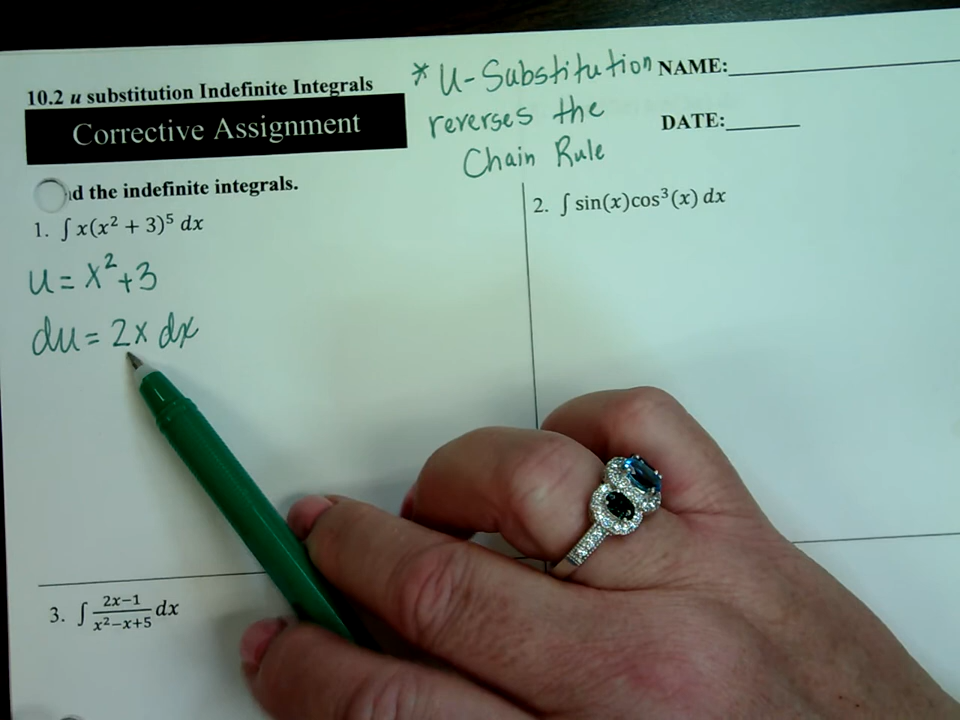 10.2 u substitution Indefinite Integrals
Corrective Assignment
* U-Substitution
reverses the
Chain Rule
NAME:
DATE:
the indefinite integrals.
1. ∫ x(x² + 3)⁵ dx
u = x² + 3
du = 2x dx
2. ∫ sin(x)cos³(x) dx
3. ∫ (2x−1)/(x²−x+5) dx